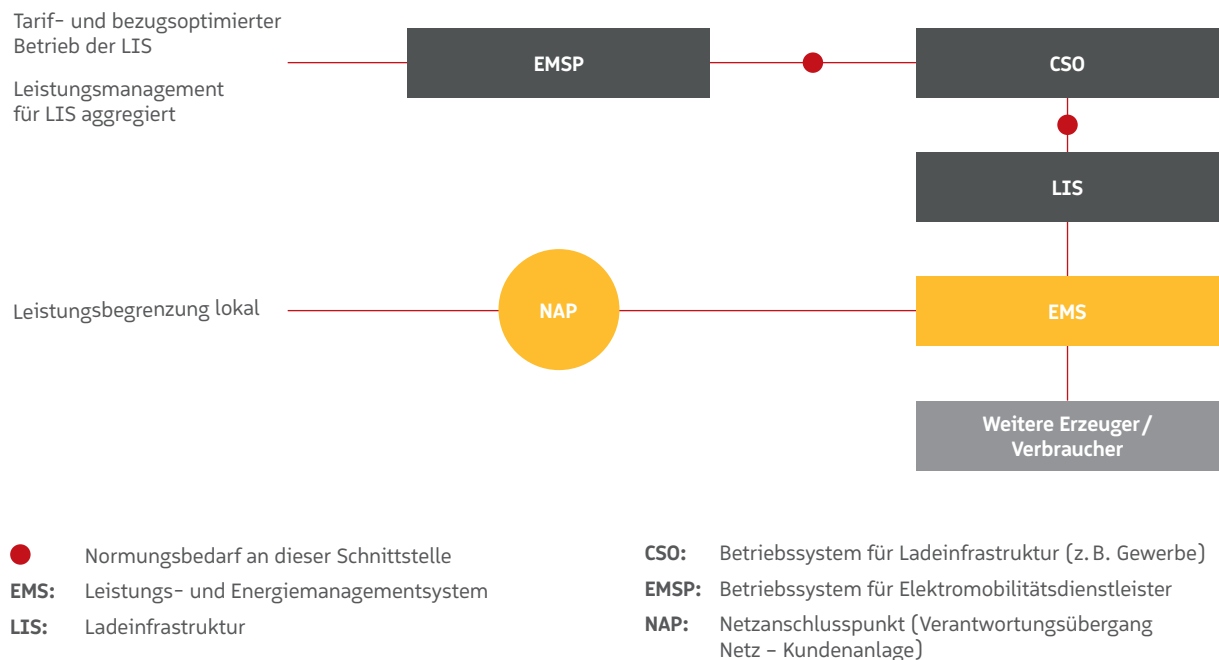 Tarif- und bezugsoptimierter
Betrieb der LIS
Leistungsmanagement
für LIS aggregiert
EMSP
CSO
LIS
Leistungsbegrenzung lokal
NAP
EMS
Weitere Erzeuger /
Verbraucher
Normungsbedarf an dieser Schnittstelle
EMS: Leistungs- und Energiemanagementsystem
LIS: Ladeinfrastruktur
CSO: Betriebssystem für Ladeinfrastruktur (z. B. Gewerbe)
EMSP: Betriebssystem für Elektromobilitätsdienstleister
NAP: Netzanschlusspunkt (Verantwortungsübergang
Netz – Kundenanlage)